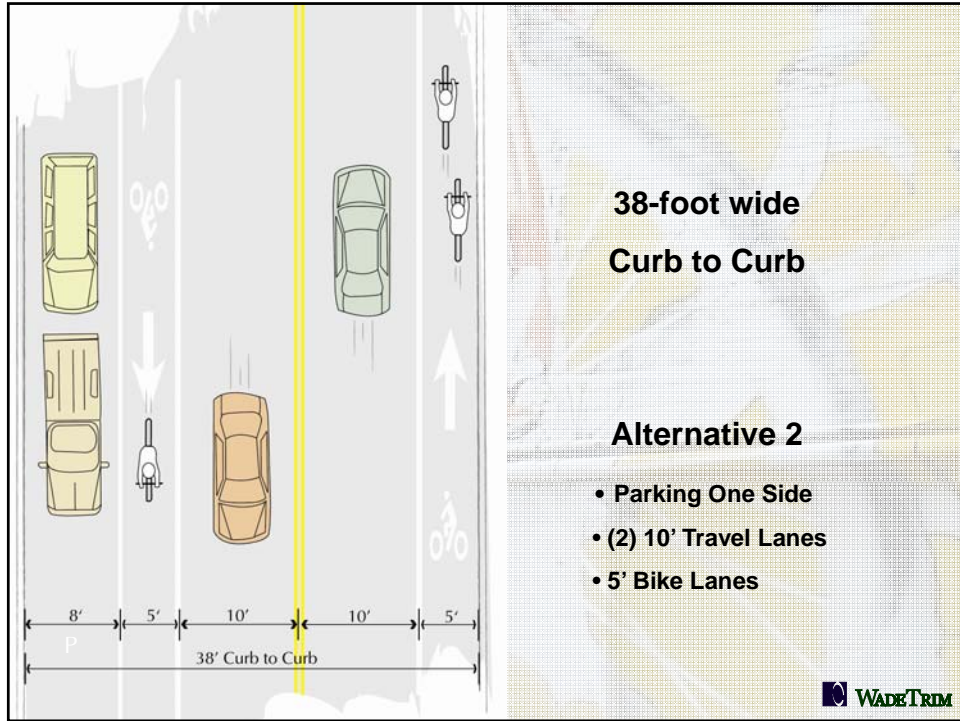 8'
5'
10'
10'
5'
P
38' Curb to Curb
38-foot wide
Curb to Curb
Alternative 2
• Parking One Side
• (2) 10' Travel Lanes
• 5' Bike Lanes
WADETRIM